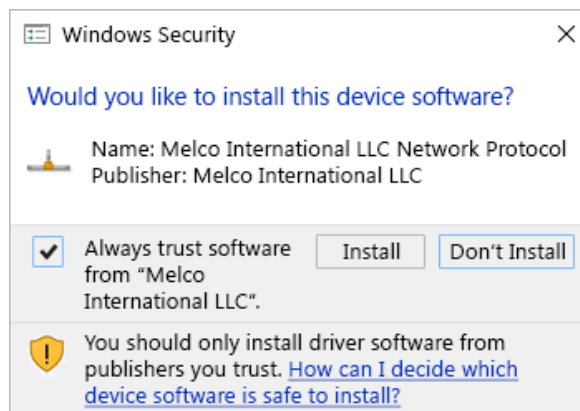 Windows Security
Would you like to install this device software?
Name: Melco International LLC Network Protocol
Publisher: Melco International LLC
Always trust software
from “Melco
International LLC”.
Install
Don't Install
You should only install driver software from
publishers you trust. How can I decide which
device software is safe to install?